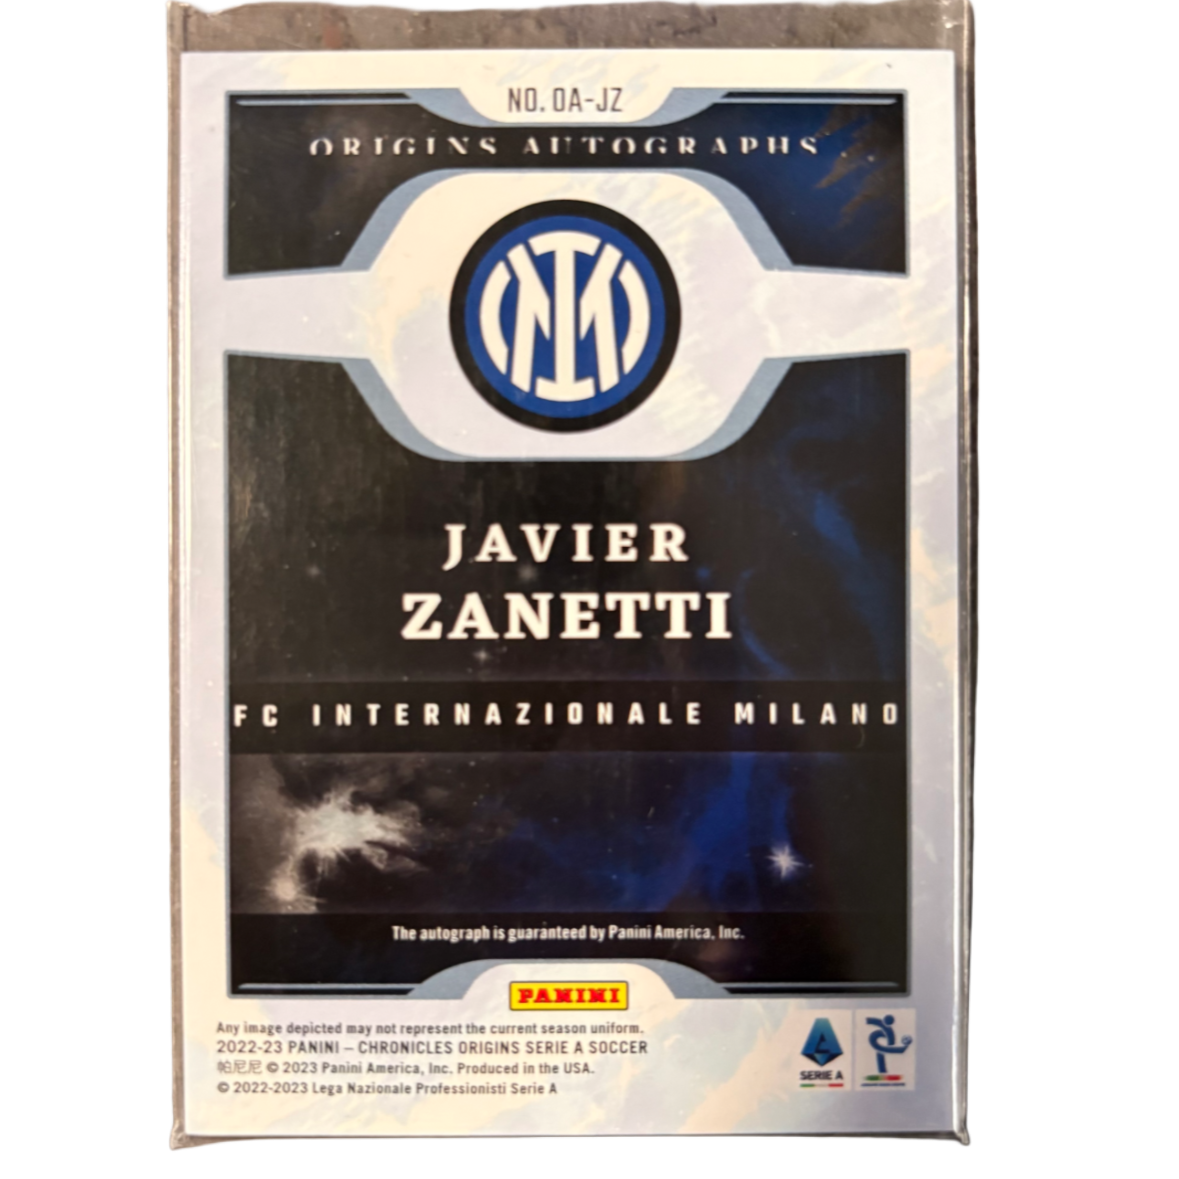 NO. OA-JZ
ORIGINS AUTOGRAPHS
IM
JAVIER
ZANETTI
FC INTERNAZIONALE MILANO
The autograph is guaranteed by Panini America, Inc.
PANINI
Any image depicted may not represent the current season uniform.
2022-23 PANINI – CHRONICLES ORIGINS SERIE A SOCCER
帕尼尼 © 2023 Panini America, Inc. Produced in the USA.
© 2022-2023 Lega Nazionale Professionisti Serie A
SERIE A